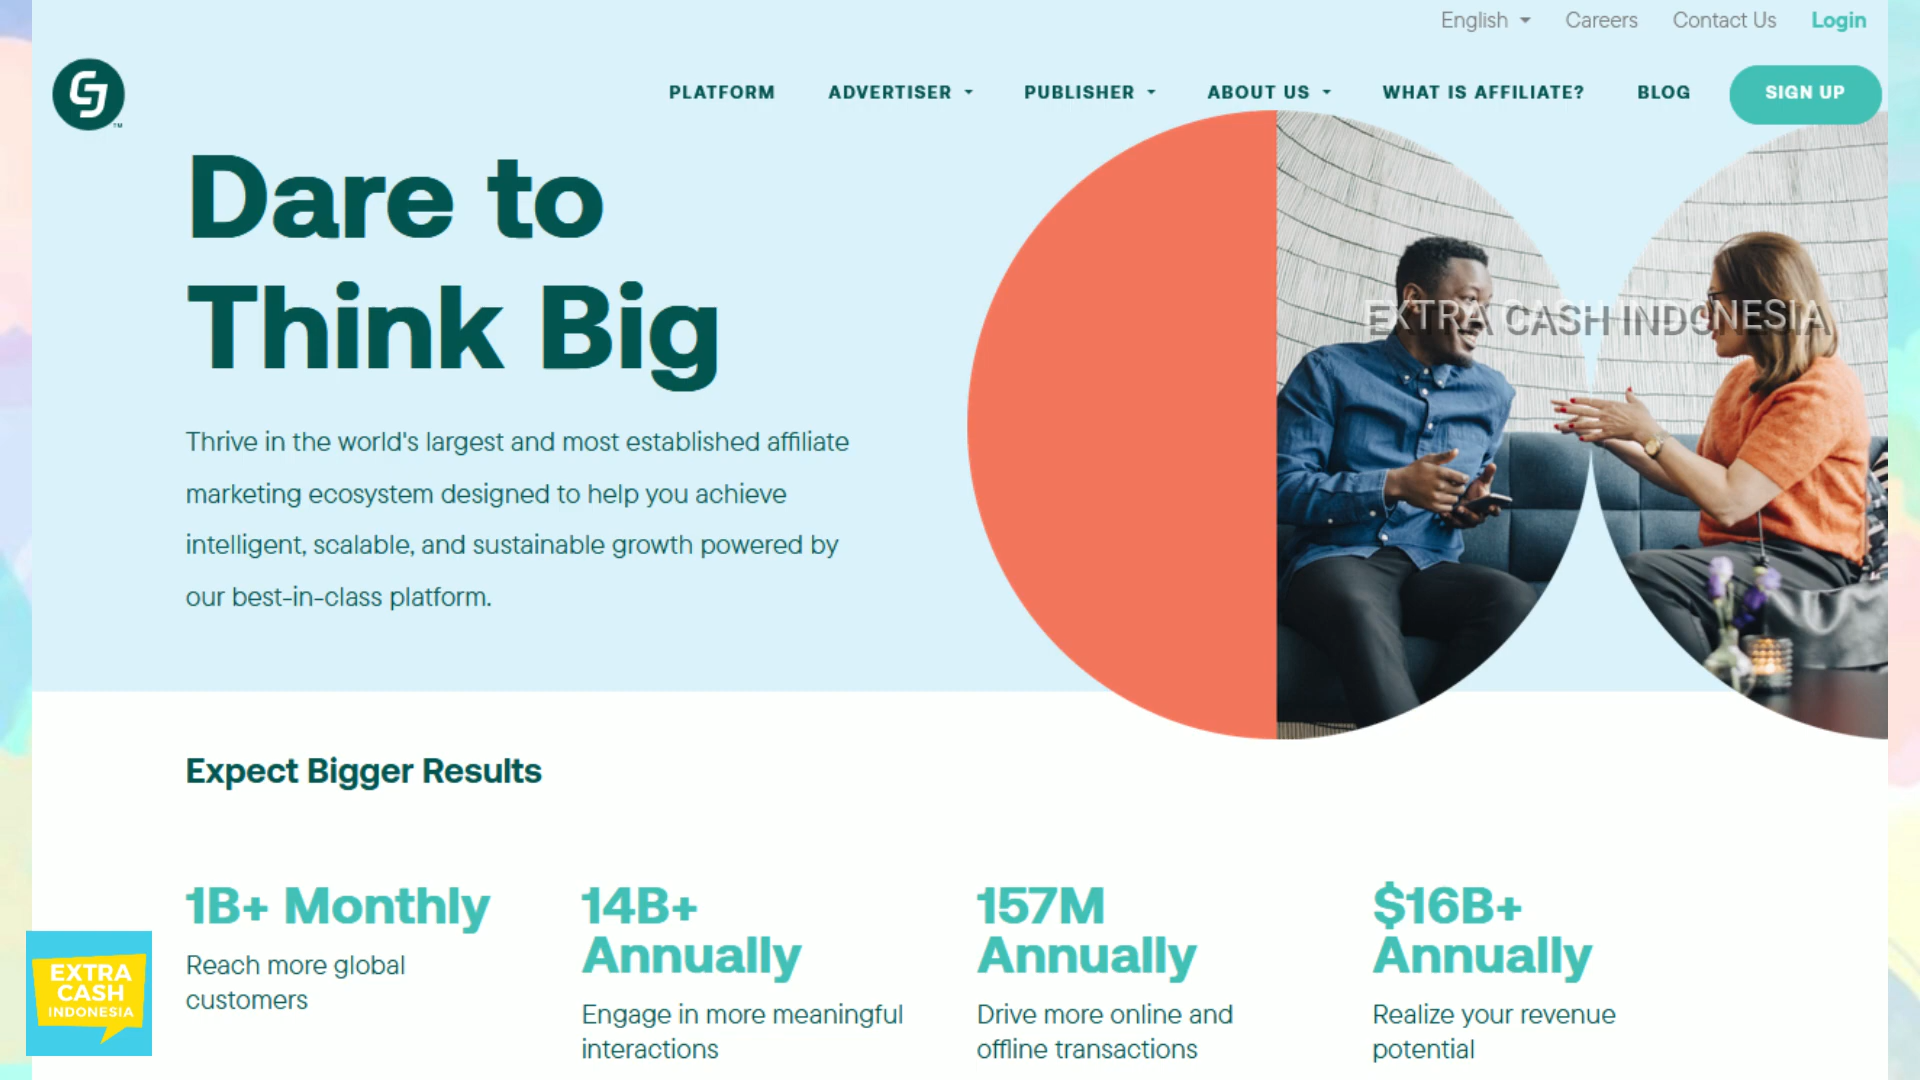 English
Careers
Contact Us
Login
CJ
TM
PLATFORM
ADVERTISER
PUBLISHER
ABOUT US
WHAT IS AFFILIATE?
BLOG
SIGN UP
Dare to
Think Big
EXTRA CASH INDONESIA
Thrive in the world's largest and most established affiliate
marketing ecosystem designed to help you achieve
intelligent, scalable, and sustainable growth powered by
our best-in-class platform.
Expect Bigger Results
1B+ Monthly
Reach more global
customers
14B+
Annually
Engage in more meaningful
interactions
157M
Annually
Drive more online and
offline transactions
$16B+
Annually
Realize your revenue
potential
EXTRA
CASH
INDONESIA